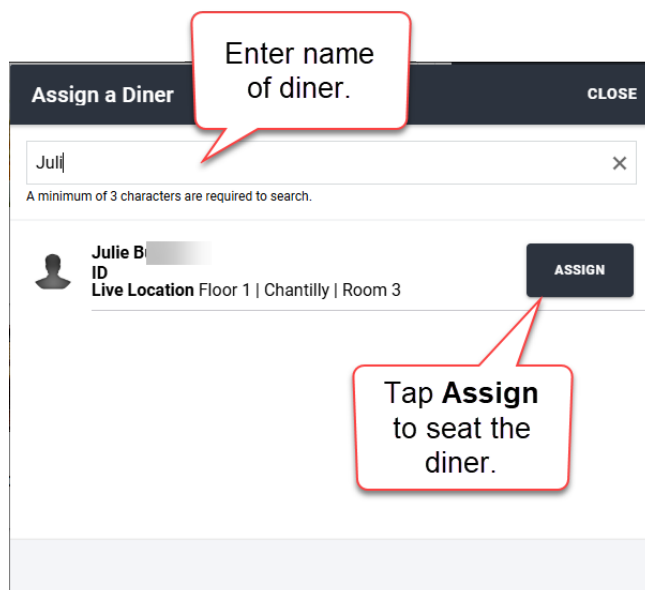 Enter name
of diner.
Assign a Diner
CLOSE
Juli
A minimum of 3 characters are required to search.
Julie
ID
Live Location Floor 1 | Chantilly | Room 3
ASSIGN
Tap Assign
to seat the
diner.